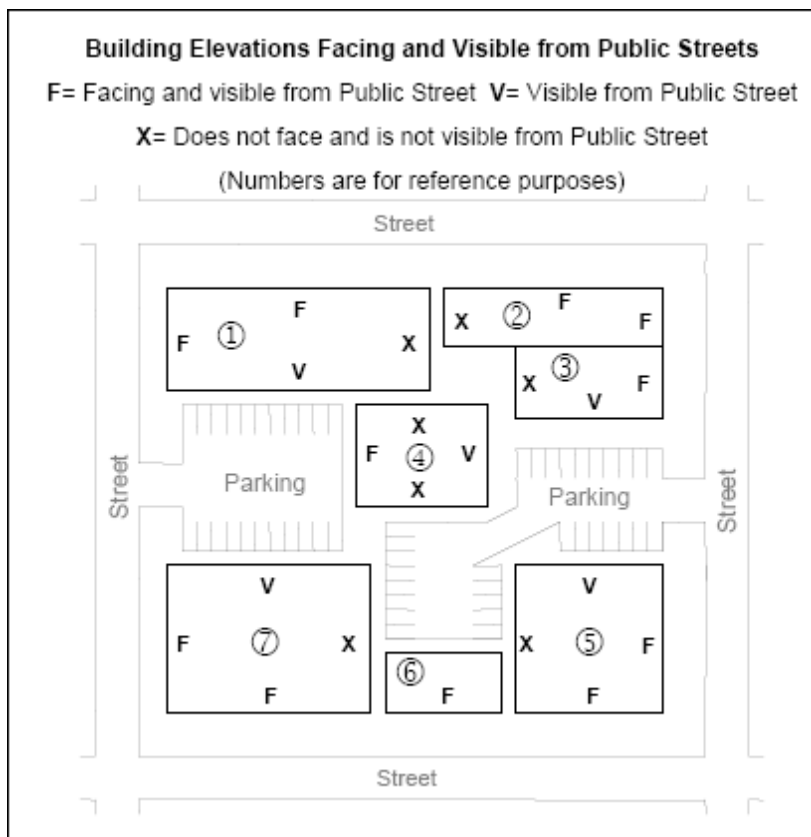 Building Elevations Facing and Visible from Public Streets
F= Facing and visible from Public Street V= Visible from Public Street
X= Does not face and is not visible from Public Street
(Numbers are for reference purposes)
Street
F
F
①
X
V
F
X
②
F
③
X
F
V
X
F
④
V
X
Street
Parking
Parking
Street
V
F
⑦
X
F
V
X
⑤
F
F
⑥
F
Street